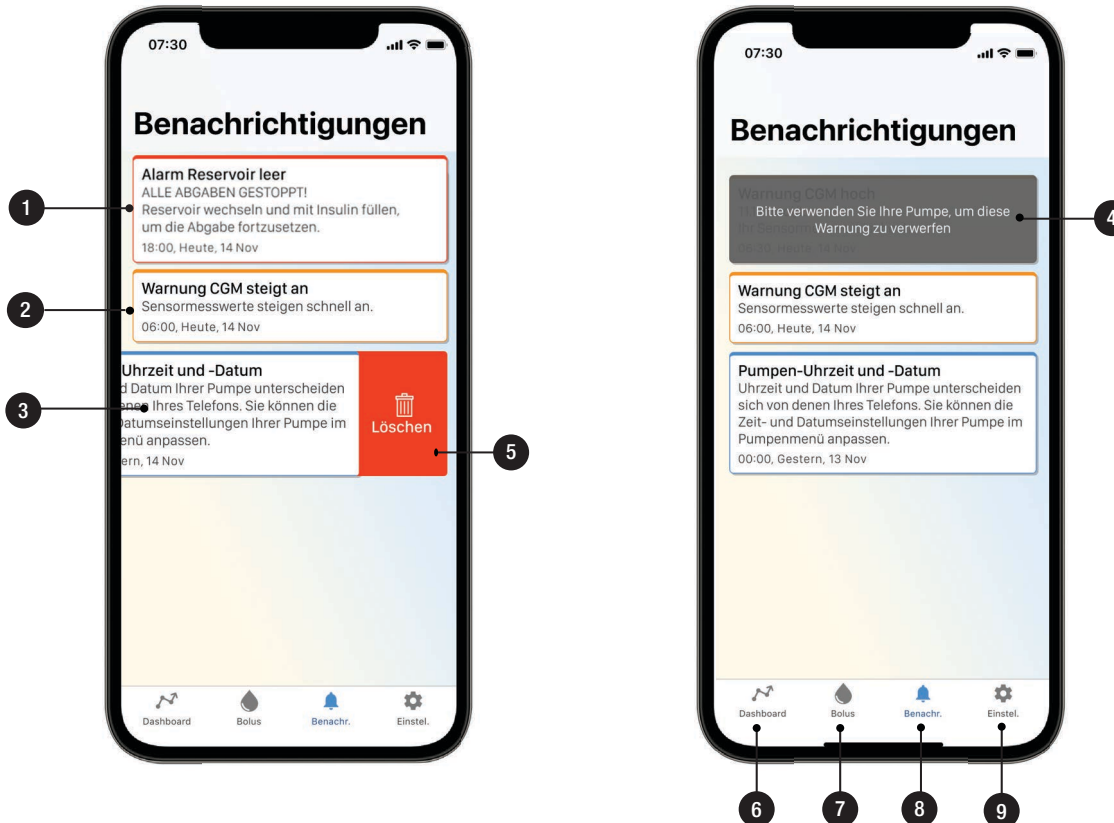 07:30
Benachrichtigungen
Alarm Reservoir leer
ALLE ABGABEN GESTOPPT!
Reservoir wechseln und mit Insulin füllen,
um die Abgabe fortzusetzen.
18:00, Heute, 14 Nov
1
Warnung CGM steigt an
Sensormesswerte steigen schnell an.
06:00, Heute, 14 Nov
2
Uhrzeit und -Datum
d Datum Ihrer Pumpe unterscheiden
Ihres Telefons. Sie können die
Datumseinstellungen Ihrer Pumpe im
enü anpassen.
ern, 14 Nov
3
Löschen
5
Dashboard
Bolus
Benachr.
Einstel.
07:30
Benachrichtigungen
Warnung CGM hoch
Bitte verwenden Sie Ihre Pumpe, um diese
Warnung zu verwerfen
4
Warnung CGM steigt an
Sensormesswerte steigen schnell an.
06:00, Heute, 14 Nov
Pumpen-Uhrzeit und -Datum
Uhrzeit und Datum Ihrer Pumpe unterscheiden
sich von denen Ihres Telefons. Sie können die
Zeit- und Datumseinstellungen Ihrer Pumpe im
Pumpenmenü anpassen.
00:00, Gestern, 13 Nov
Dashboard
Bolus
Benachr.
Einstel.
6
7
8
9